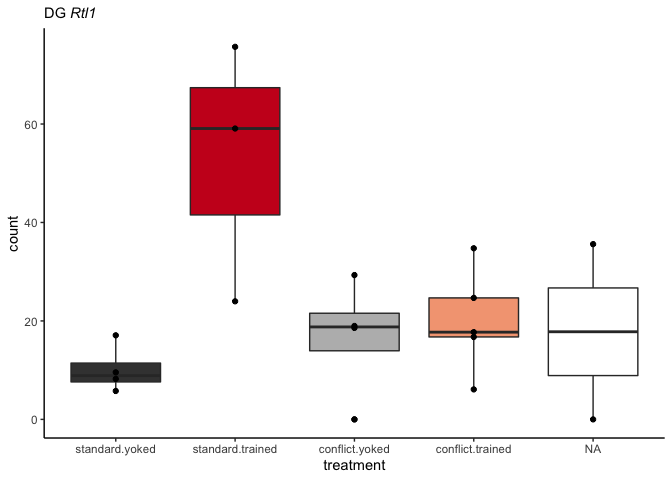 DG Rtl1
count
60
40
20
0
standard.yoked standard.trained conflict.yoked conflict.trained NA
treatment